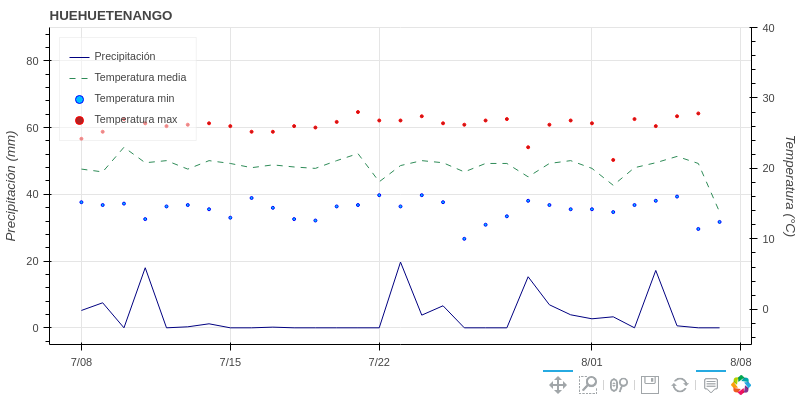 HUEHUETENANGO
Precipitación
Temperatura media
Temperatura min
Temperatura max
Precipitación (mm)
80
60
40
20
0
Temperatura (°C)
40
30
20
10
0
7/08 7/15 7/22 8/01 8/08